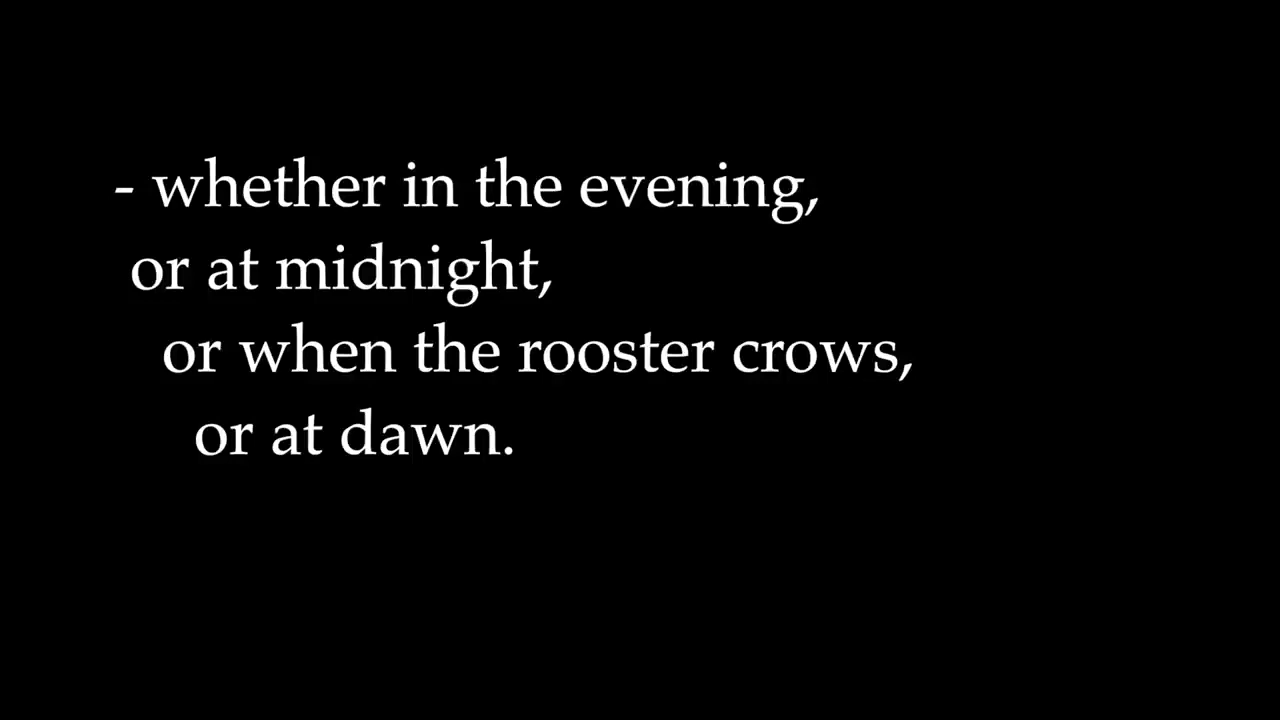 - whether in the evening,
or at midnight,
or when the rooster crows,
or at dawn.